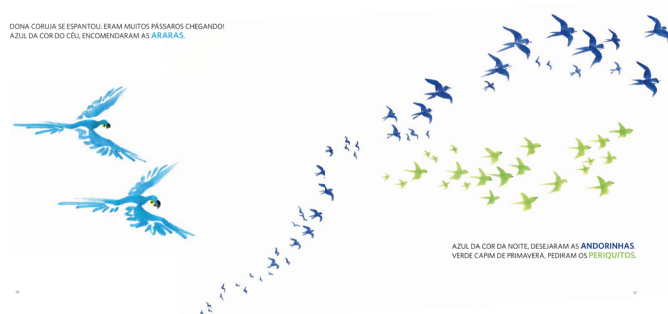 DONA CORUJA SE ESPANTOU. ERAM MUITOS PÁSSAROS CHEGANDO!
AZUL DA COR DO CÉU, ENCOMENDARAM AS ARARAS.
AZUL DA COR DA NOITE, DESEJARAM AS ANDORINHAS.
VERDE CAPIM DE PRIMAVERA, PEDIRAM OS PERIQUITOS.